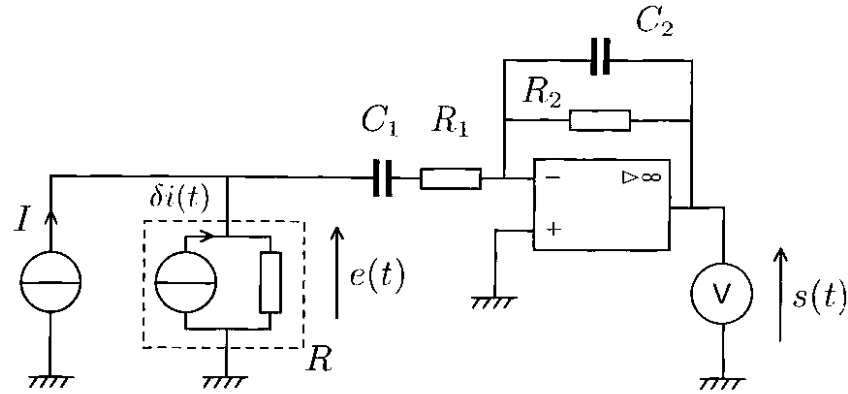 C₂
R₂
C₁ R₁
δi(t)
I
− ▷∞
+
e(t)
V
s(t)
R